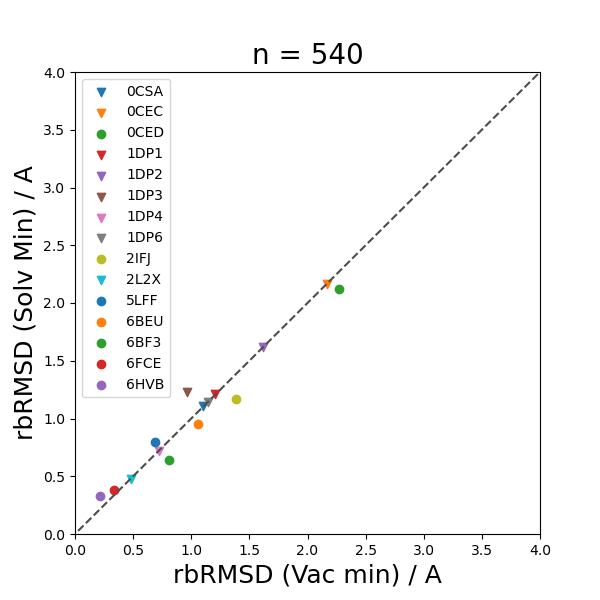 n = 540
4.0
3.5
3.0
2.5
2.0
1.5
1.0
0.5
0.0
rbRMSD (Solv Min) / A
0CSA
0CEC
0CED
1DP1
1DP2
1DP3
1DP4
1DP6
2IFJ
2L2X
5LFF
6BEU
6BF3
6FCE
6HVB
0.0 0.5 1.0 1.5 2.0 2.5 3.0 3.5 4.0
rbRMSD (Vac min) / A